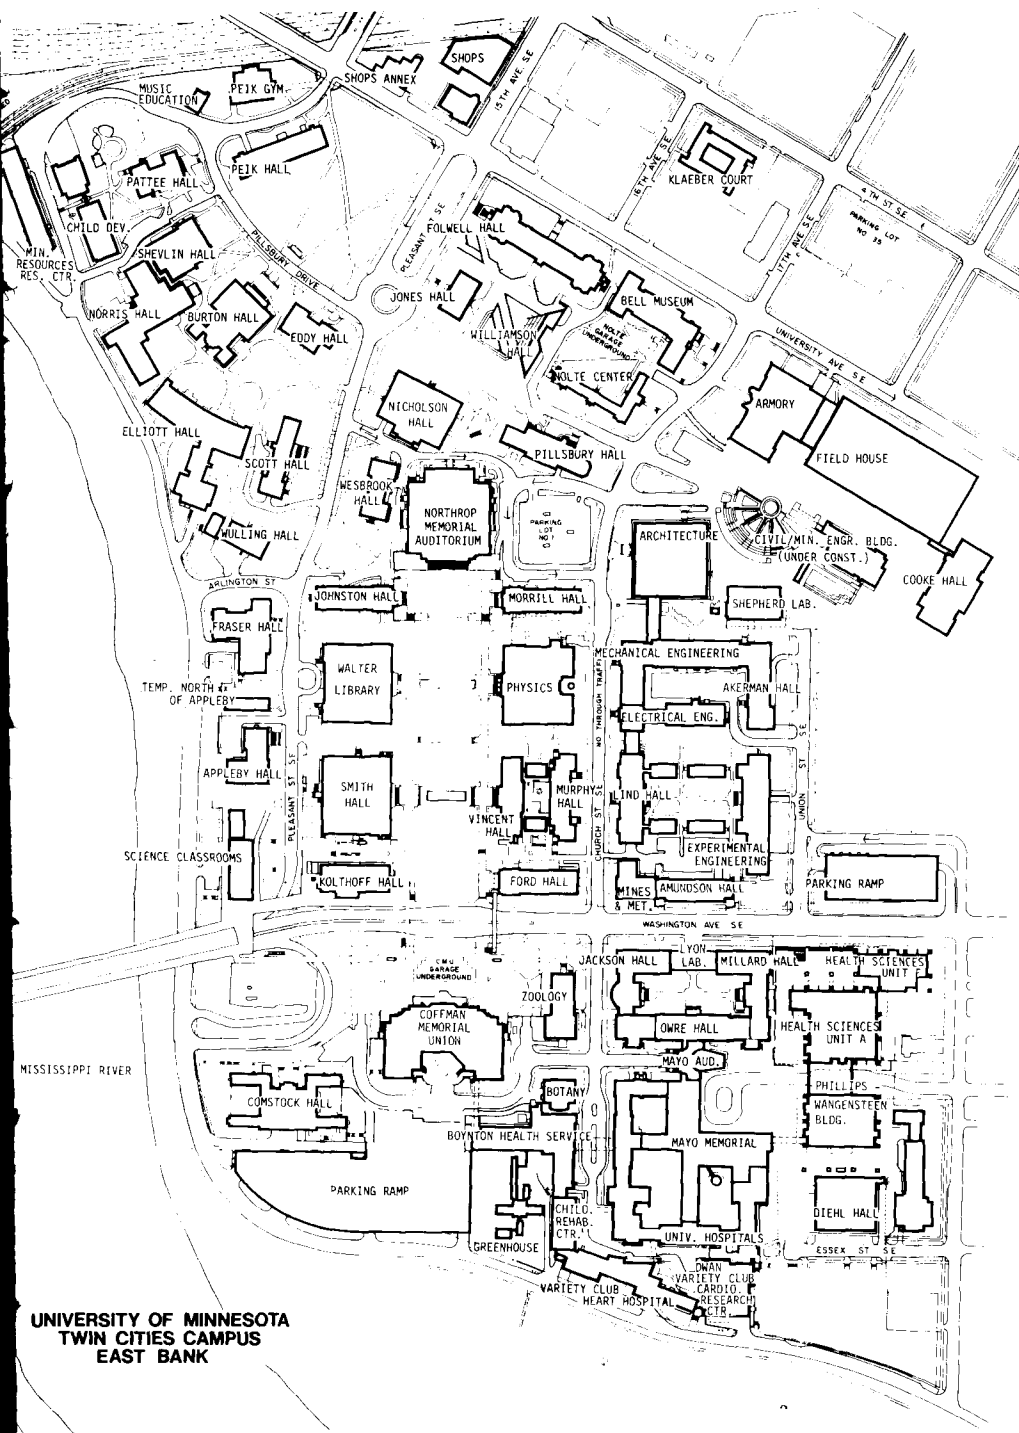 SHOPS
SHOPS ANNEX
15TH AVE SE
MUSIC
EDUCATION
PEIK GYM
PEIK HALL
PATTEE HALL
16TH AVE SE
KLAEBER COURT
4TH ST SE
PARKING LOT
NO 35
17TH AVE SE
CHILD DEV.
MIN.
RESOURCES
RES. CTR.
SHEVLIN HALL
PILLSBURY DRIVE
PLEASANT ST SE
FOLWELL HALL
NORRIS HALL
BURTON HALL
EDDY HALL
JONES HALL
BELL MUSEUM
WILLIAMSON
HALL
NOLTE
GARAGE
UNDERGROUND
NOLTE CENTER
UNIVERSITY AVE SE
ELLIOTT HALL
SCOTT HALL
NICHOLSON
HALL
PILLSBURY HALL
ARMORY
FIELD HOUSE
WESBROOK
HALL
NORTHROP
MEMORIAL
AUDITORIUM
PARKING
LOT
NO 1
ARCHITECTURE
CIVIL/MIN. ENGR. BLDG.
(UNDER CONST.)
COOKE HALL
WULLING HALL
ARLINGTON ST
JOHNSTON HALL
MORRILL HALL
SHEPHERD LAB.
FRASER HALL
WALTER
LIBRARY
PHYSICS
MECHANICAL ENGINEERING
AKERMAN HALL
TEMP. NORTH
OF APPLEBY
NO THROUGH TRAFFIC
ELECTRICAL ENG.
APPLEBY HALL
PLEASANT ST SE
SMITH
HALL
VINCENT
HALL
MURPHY
HALL
CHURCH ST SE
LIND HALL
UNION ST SE
EXPERIMENTAL
ENGINEERING
SCIENCE CLASSROOMS
KOLTHOFF HALL
FORD HALL
MINES
& MET.
AMUNDSON HALL
PARKING RAMP
WASHINGTON AVE SE
CMU
GARAGE
UNDERGROUND
JACKSON HALL
LYON
LAB.
MILLARD HALL
HEALTH SCIENCES
UNIT F
ZOOLOGY
COFFMAN
MEMORIAL
UNION
OWRE HALL
HEALTH SCIENCES
UNIT A
MAYO AUD.
MISSISSIPPI RIVER
COMSTOCK HALL
BOTANY
PHILLIPS
WANGENSTEEN
BLDG.
BOYNTON HEALTH SERVICE
MAYO MEMORIAL
PARKING RAMP
CHILD
REHAB.
CTR.
DIEHL HALL
GREENHOUSE
UNIV. HOSPITALS
ESSEX ST SE
VARIETY CLUB
HEART HOSPITAL
DWAN
VARIETY CLUB
CARDIO.
RESEARCH
CTR.
UNIVERSITY OF MINNESOTA
TWIN CITIES CAMPUS
EAST BANK